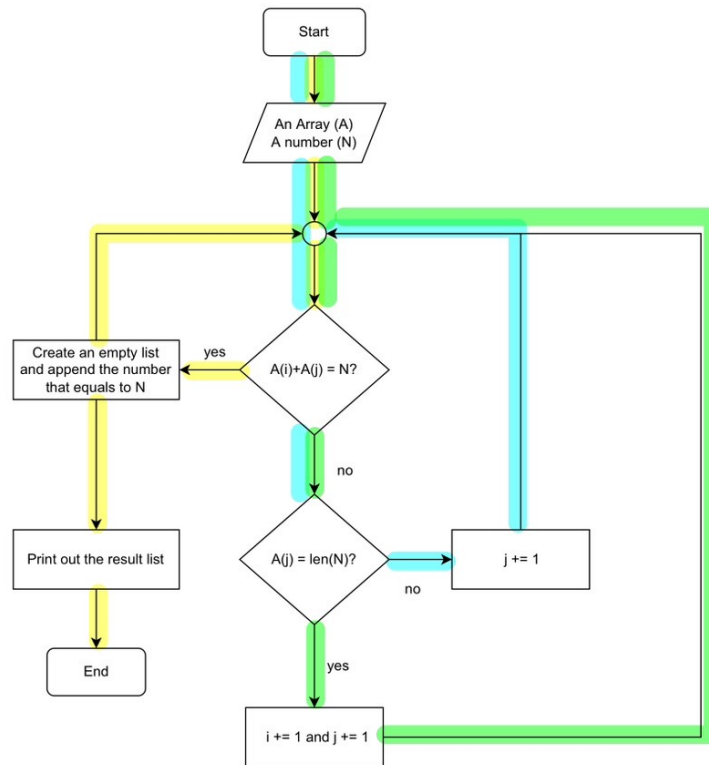 Start
An Array (A)
A number (N)
A(i)+A(j) = N?
yes
Create an empty list
and append the number
that equals to N
no
Print out the result list
A(j) = len(N)?
no
j += 1
End
yes
i += 1 and j += 1